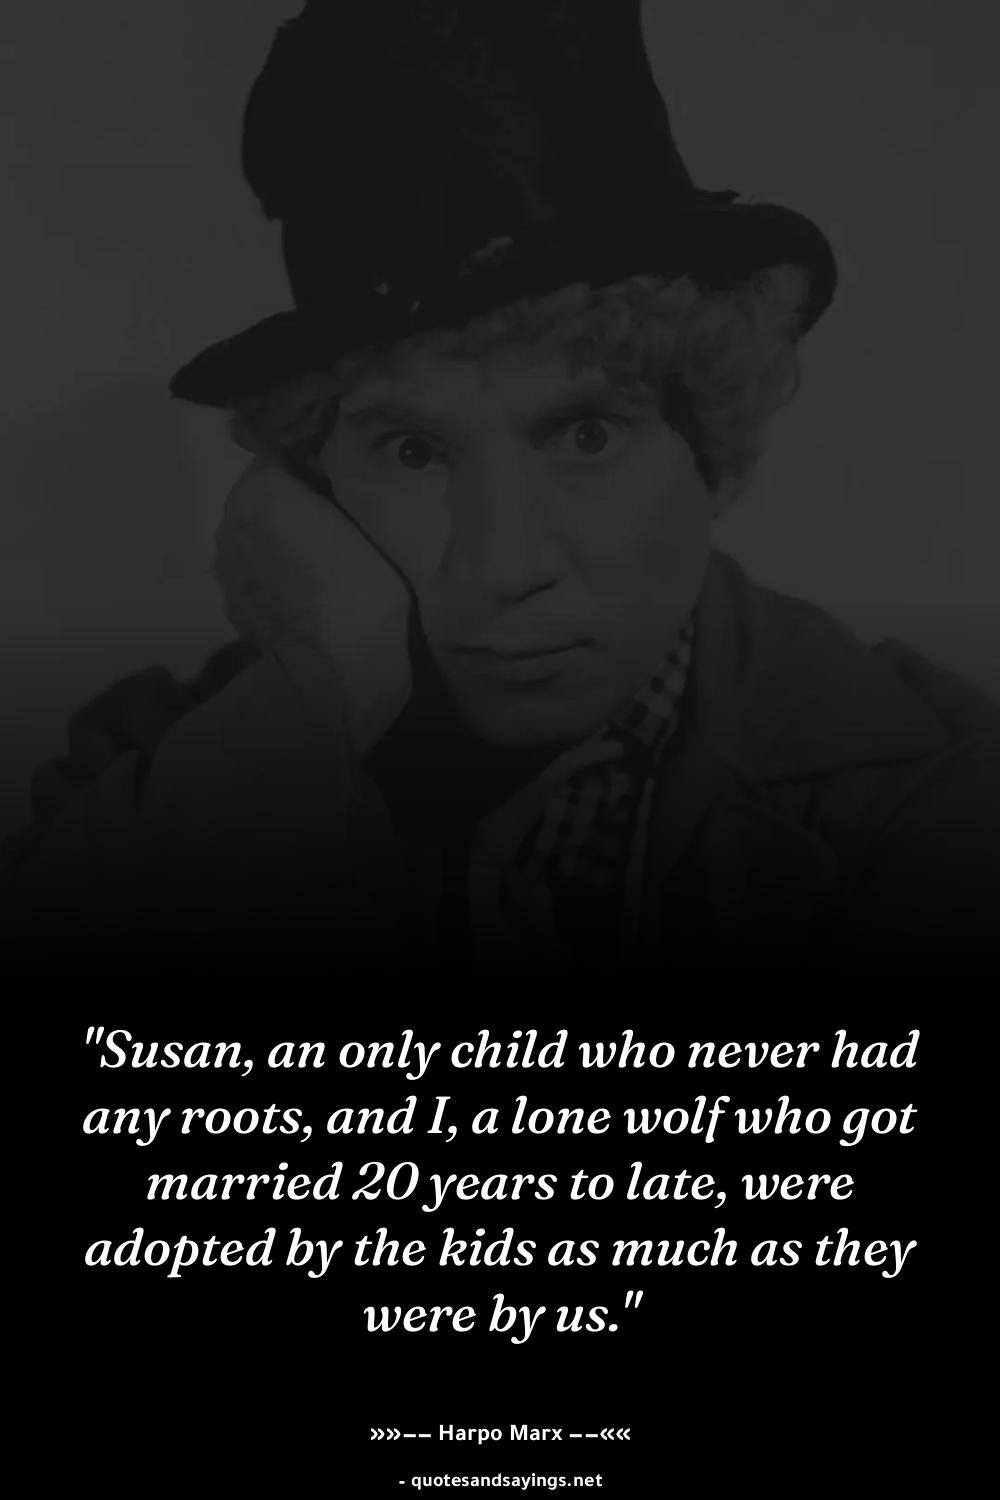 "Susan, an only child who never had
any roots, and I, a lone wolf who got
married 20 years to late, were
adopted by the kids as much as they
were by us."
»»−− Harpo Marx −−««
- quotesandsayings.net